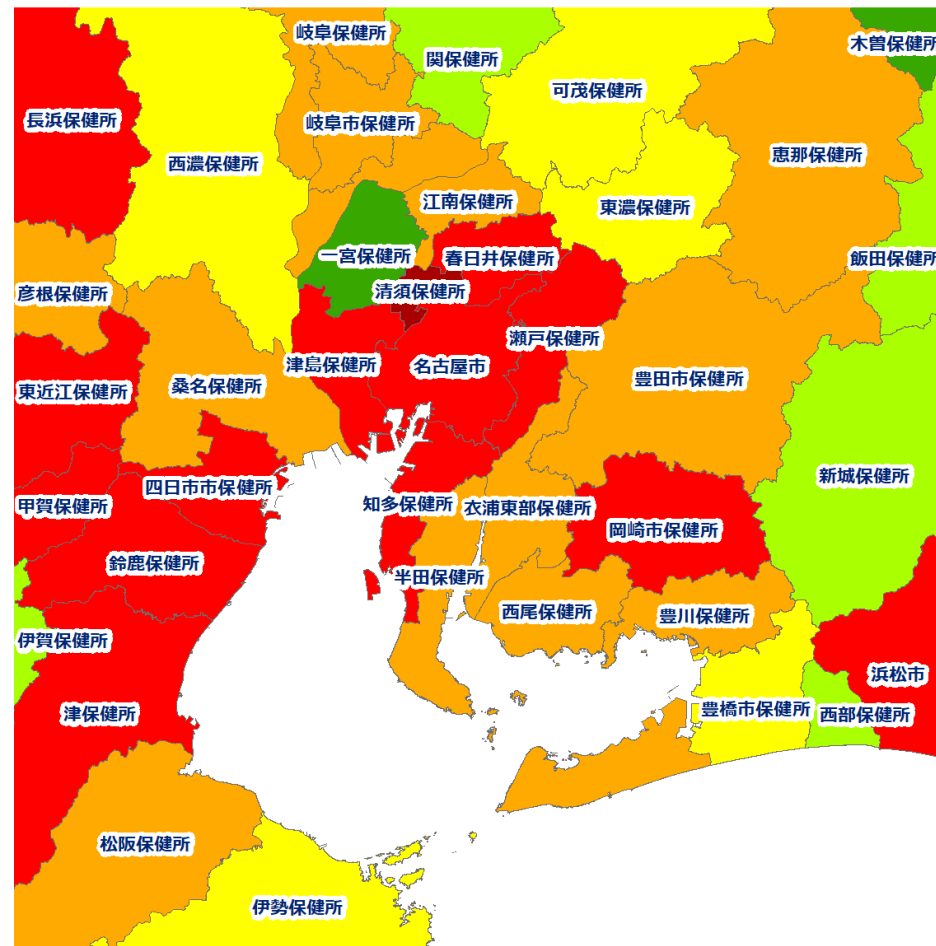 岐阜保健所
木曽保健所
関保健所
可茂保健所
長浜保健所
岐阜市保健所
西濃保健所
恵那保健所
江南保健所
東濃保健所
一宮保健所
春日井保健所
飯田保健所
彦根保健所
清須保健所
瀬戸保健所
津島保健所
名古屋市
豊田市保健所
東近江保健所
桑名保健所
新城保健所
四日市市保健所
甲賀保健所
知多保健所
衣浦東部保健所
岡崎市保健所
鈴鹿保健所
半田保健所
西尾保健所
豊川保健所
伊賀保健所
浜松市
津保健所
豊橋市保健所
西部保健所
松阪保健所
伊勢保健所